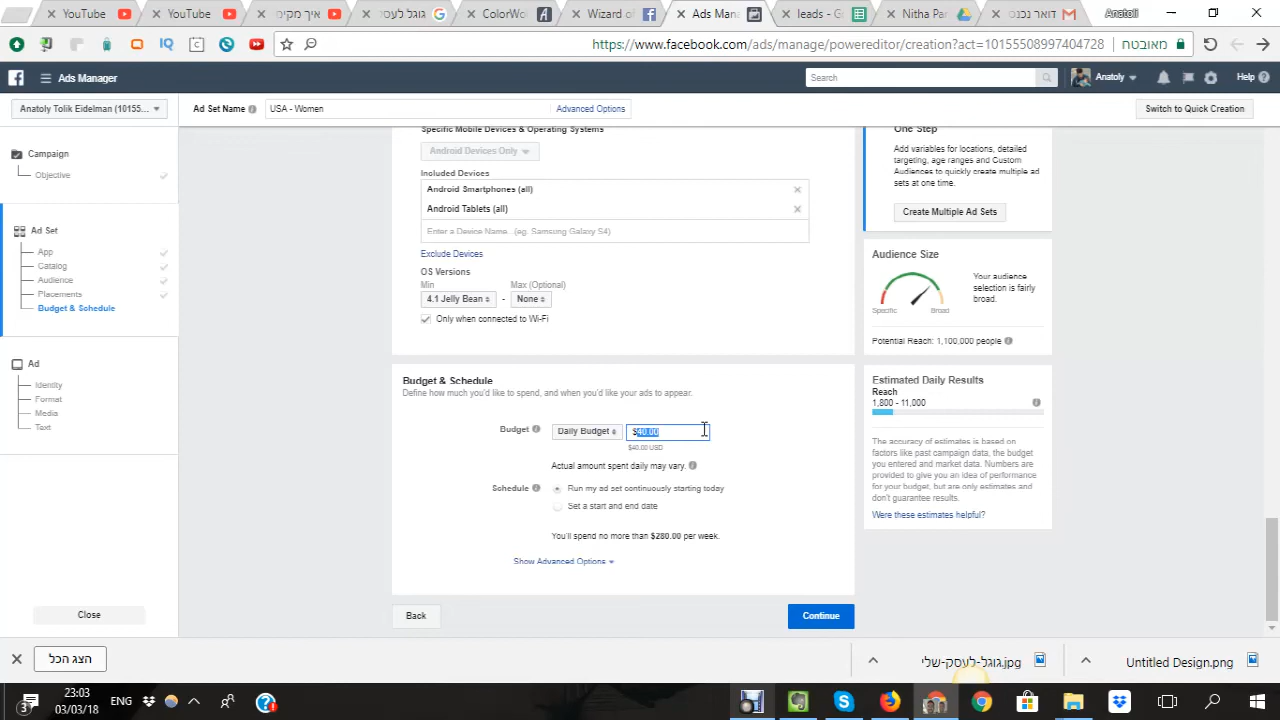 YouTube
YouTube
איך מקים
גוגל לעסק
ColorWo
Wizard o
Ads Mana
leads - G
Nitha Par
דואר נכנס
Anatoli
https://www.facebook.com/ads/manage/powereditor/creation?act=10155508997404728
מאובטח
Ads Manager
Search
Anatoly
Help
Anatoly Tolik Eidelman (10155...
Ad Set Name
USA - Women
Advanced Options
Switch to Quick Creation
Campaign
Objective
Ad Set
App
Catalog
Audience
Placements
Budget & Schedule
Ad
Identity
Format
Media
Text
Close
Specific Mobile Devices & Operating Systems
Android Devices Only
Included Devices
Android Smartphones (all)
Android Tablets (all)
Enter a Device Name...(eg. Samsung Galaxy S4)
Exclude Devices
OS Versions
Min
Max (Optional)
4.1 Jelly Bean
-
None
Only when connected to Wi-Fi
Budget & Schedule
Define how much you'd like to spend, and when you'd like your ads to appear.
Budget
Daily Budget
$40.00
$40.00 USD
Actual amount spent daily may vary.
Schedule
Run my ad set continuously starting today
Set a start and end date
You'll spend no more than $280.00 per week.
Show Advanced Options
Back
Continue
One Step
Add variables for locations, detailed
targeting, age ranges and Custom
Audiences to quickly create multiple ad
sets at one time.
Create Multiple Ad Sets
Audience Size
Your audience
selection is fairly
broad.
Specific
Broad
Potential Reach: 1,100,000 people
Estimated Daily Results
Reach
1,800 - 11,000
The accuracy of estimates is based on
factors like past campaign data, the budget
you entered and market data. Numbers are
provided to give you an idea of performance
for your budget, but are only estimates and
don't guarantee results.
Were these estimates helpful?
הצג הכל
גוגל-לעסק-שלי.jpg
Untitled Design.png
23:03
03/03/18
3
ENG